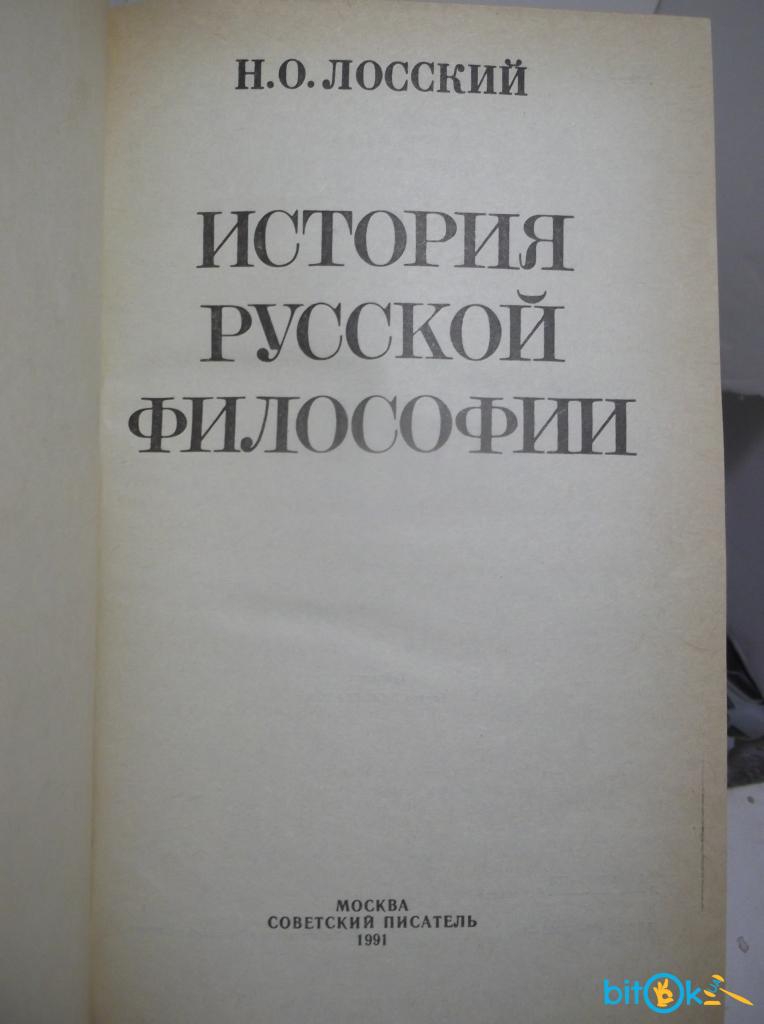 Н.О. ЛОССКИЙ
ИСТОРИЯ
РУССКОЙ
ФИЛОСОФИИ
МОСКВА
СОВЕТСКИЙ ПИСАТЕЛЬ
1991
bitOk